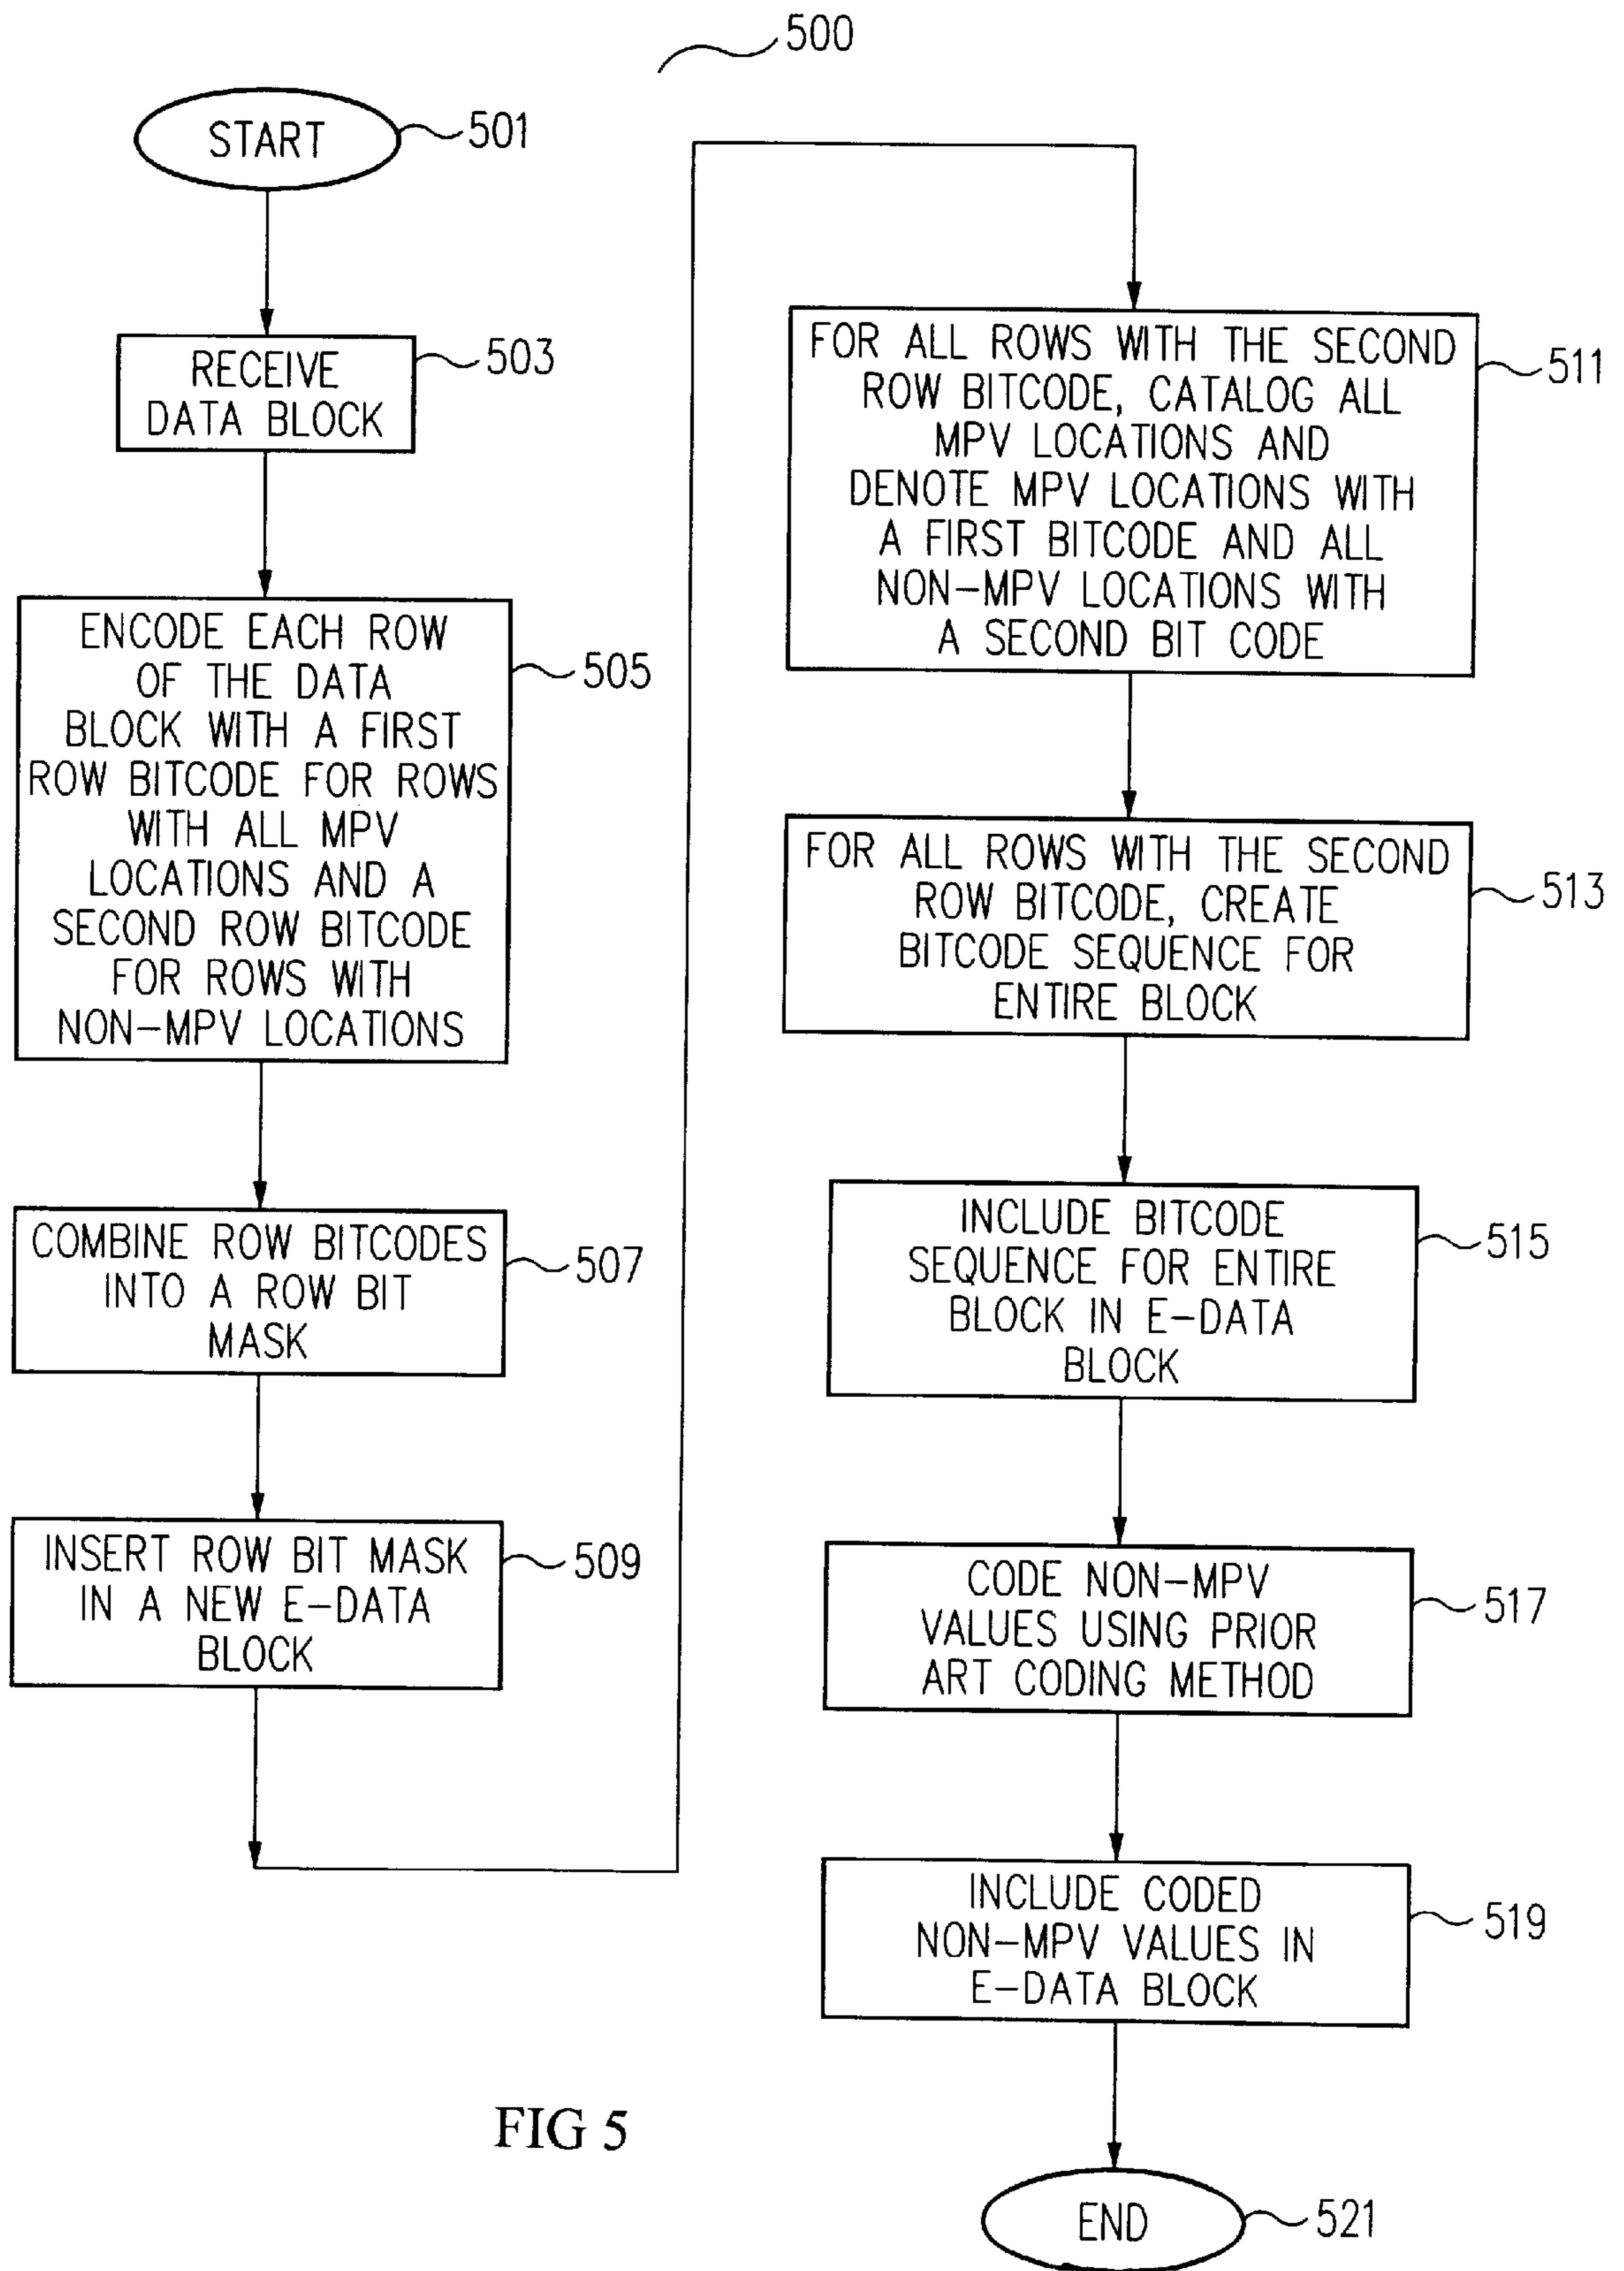 500
START
501
RECEIVE
DATA BLOCK
503
ENCODE EACH ROW
OF THE DATA
BLOCK WITH A FIRST
ROW BITCODE FOR ROWS
WITH ALL MPV
LOCATIONS AND A
SECOND ROW BITCODE
FOR ROWS WITH
NON-MPV LOCATIONS
505
COMBINE ROW BITCODES
INTO A ROW BIT
MASK
507
INSERT ROW BIT MASK
IN A NEW E-DATA
BLOCK
509
FOR ALL ROWS WITH THE SECOND
ROW BITCODE, CATALOG ALL
MPV LOCATIONS AND
DENOTE MPV LOCATIONS WITH
A FIRST BITCODE AND ALL
NON-MPV LOCATIONS WITH
A SECOND BIT CODE
511
FOR ALL ROWS WITH THE SECOND
ROW BITCODE, CREATE
BITCODE SEQUENCE FOR
ENTIRE BLOCK
513
INCLUDE BITCODE
SEQUENCE FOR ENTIRE
BLOCK IN E-DATA
BLOCK
515
CODE NON-MPV
VALUES USING PRIOR
ART CODING METHOD
517
INCLUDE CODED
NON-MPV VALUES IN
E-DATA BLOCK
519
END
521
FIG 5